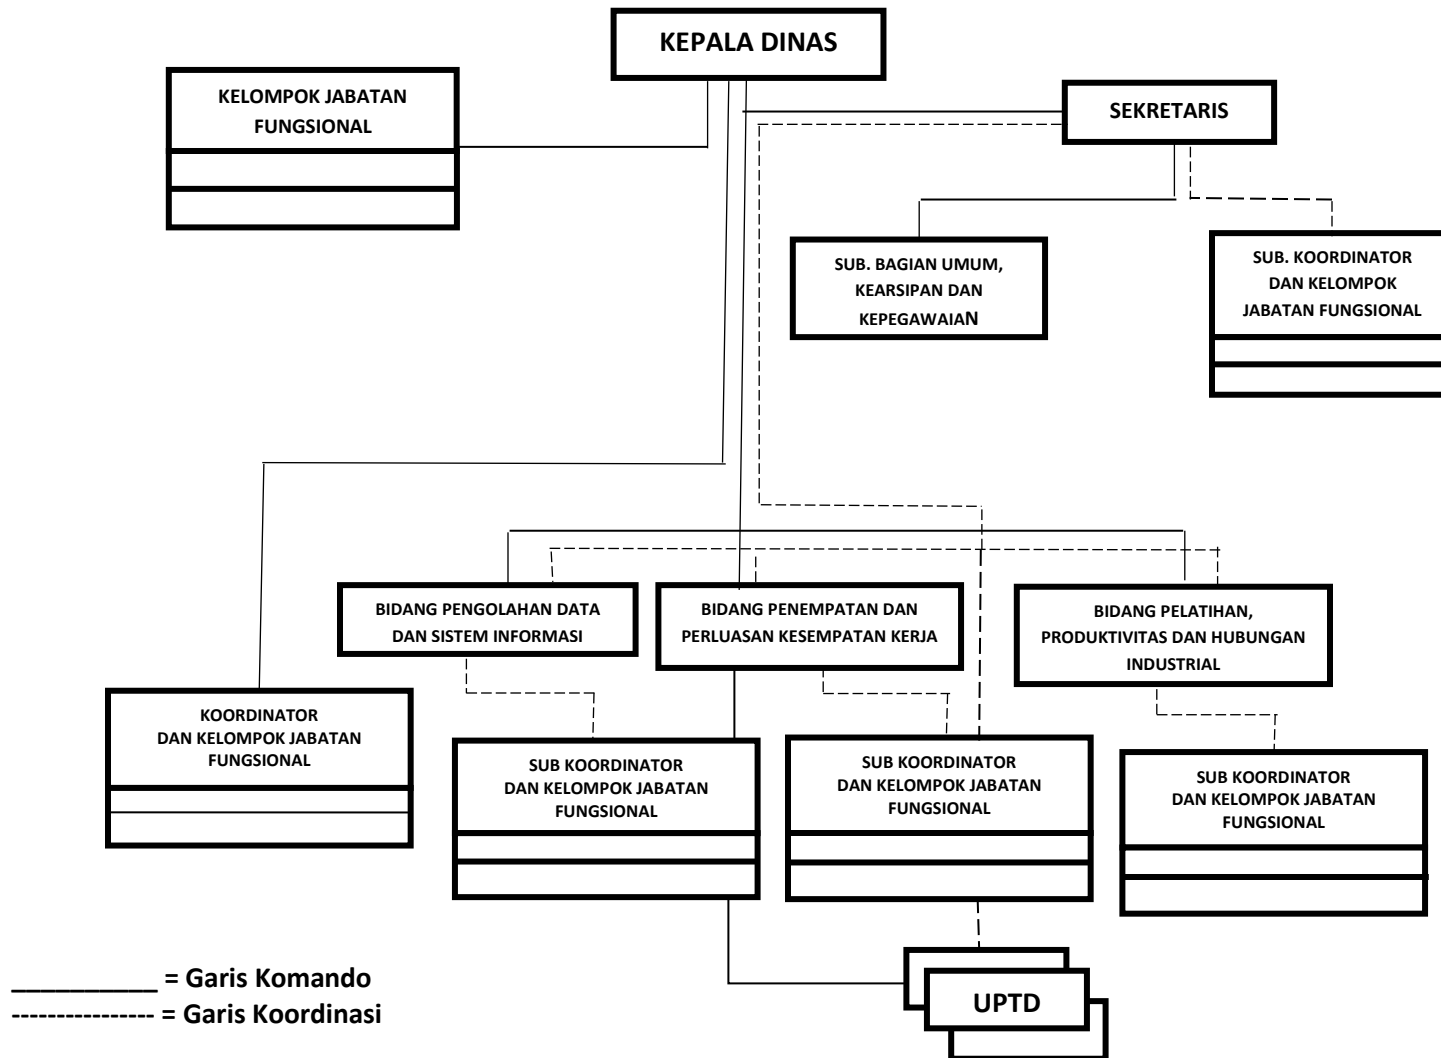 KEPALA DINAS
KELOMPOK JABATAN
FUNGSIONAL
SEKRETARIS
SUB. BAGIAN UMUM,
KEARSIPAN DAN
KEPEGAWAIAN
SUB. KOORDINATOR
DAN KELOMPOK
JABATAN FUNGSIONAL
BIDANG PENGOLAHAN DATA
DAN SISTEM INFORMASI
BIDANG PENEMPATAN DAN
PERLUASAN KESEMPATAN KERJA
BIDANG PELATIHAN,
PRODUKTIVITAS DAN HUBUNGAN
INDUSTRIAL
KOORDINATOR
DAN KELOMPOK JABATAN
FUNGSIONAL
SUB KOORDINATOR
DAN KELOMPOK JABATAN
FUNGSIONAL
SUB KOORDINATOR
DAN KELOMPOK JABATAN
FUNGSIONAL
SUB KOORDINATOR
DAN KELOMPOK JABATAN
FUNGSIONAL
UPTD
____________ = Garis Komando
---------------- = Garis Koordinasi